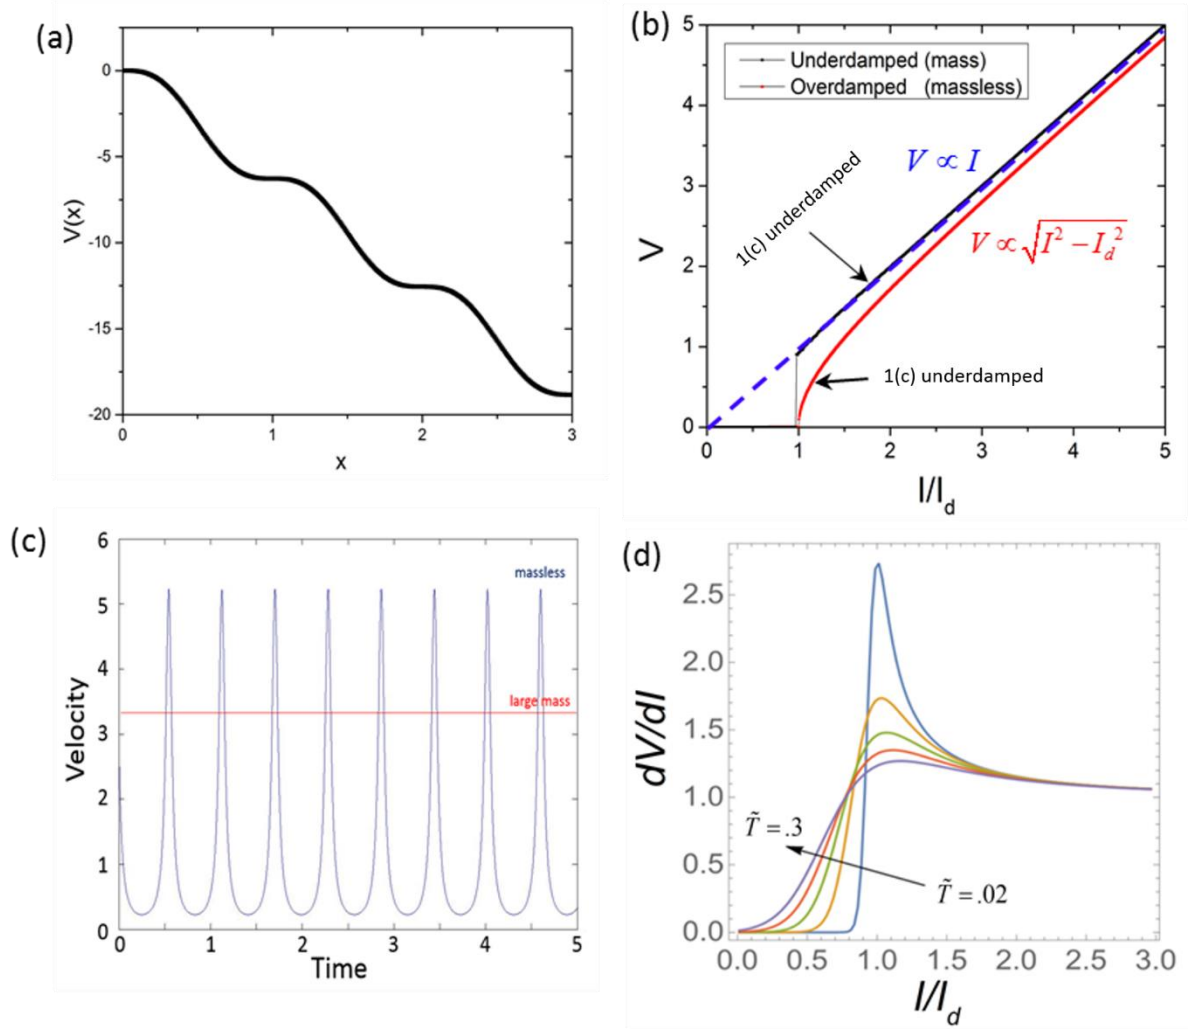 (a)
0
-5
-10
-15
-20
V(x)
0 1 2 3
x
(b)
5
4
3
2
1
0
V
Underdamped (mass)
Overdamped (massless)
1(c) underdamped
V ∝ I
V ∝ √I² − I_d²
1(c) underdamped
0 1 2 3 4 5
I/I_d
(c)
6
5
4
3
2
1
0
Velocity
massless
large mass
0 1 2 3 4 5
Time
(d)
2.5
2.0
1.5
1.0
0.5
0.0
dV/dI
T̃ = .3
T̃ = .02
0.0 0.5 1.0 1.5 2.0 2.5 3.0
I/I_d